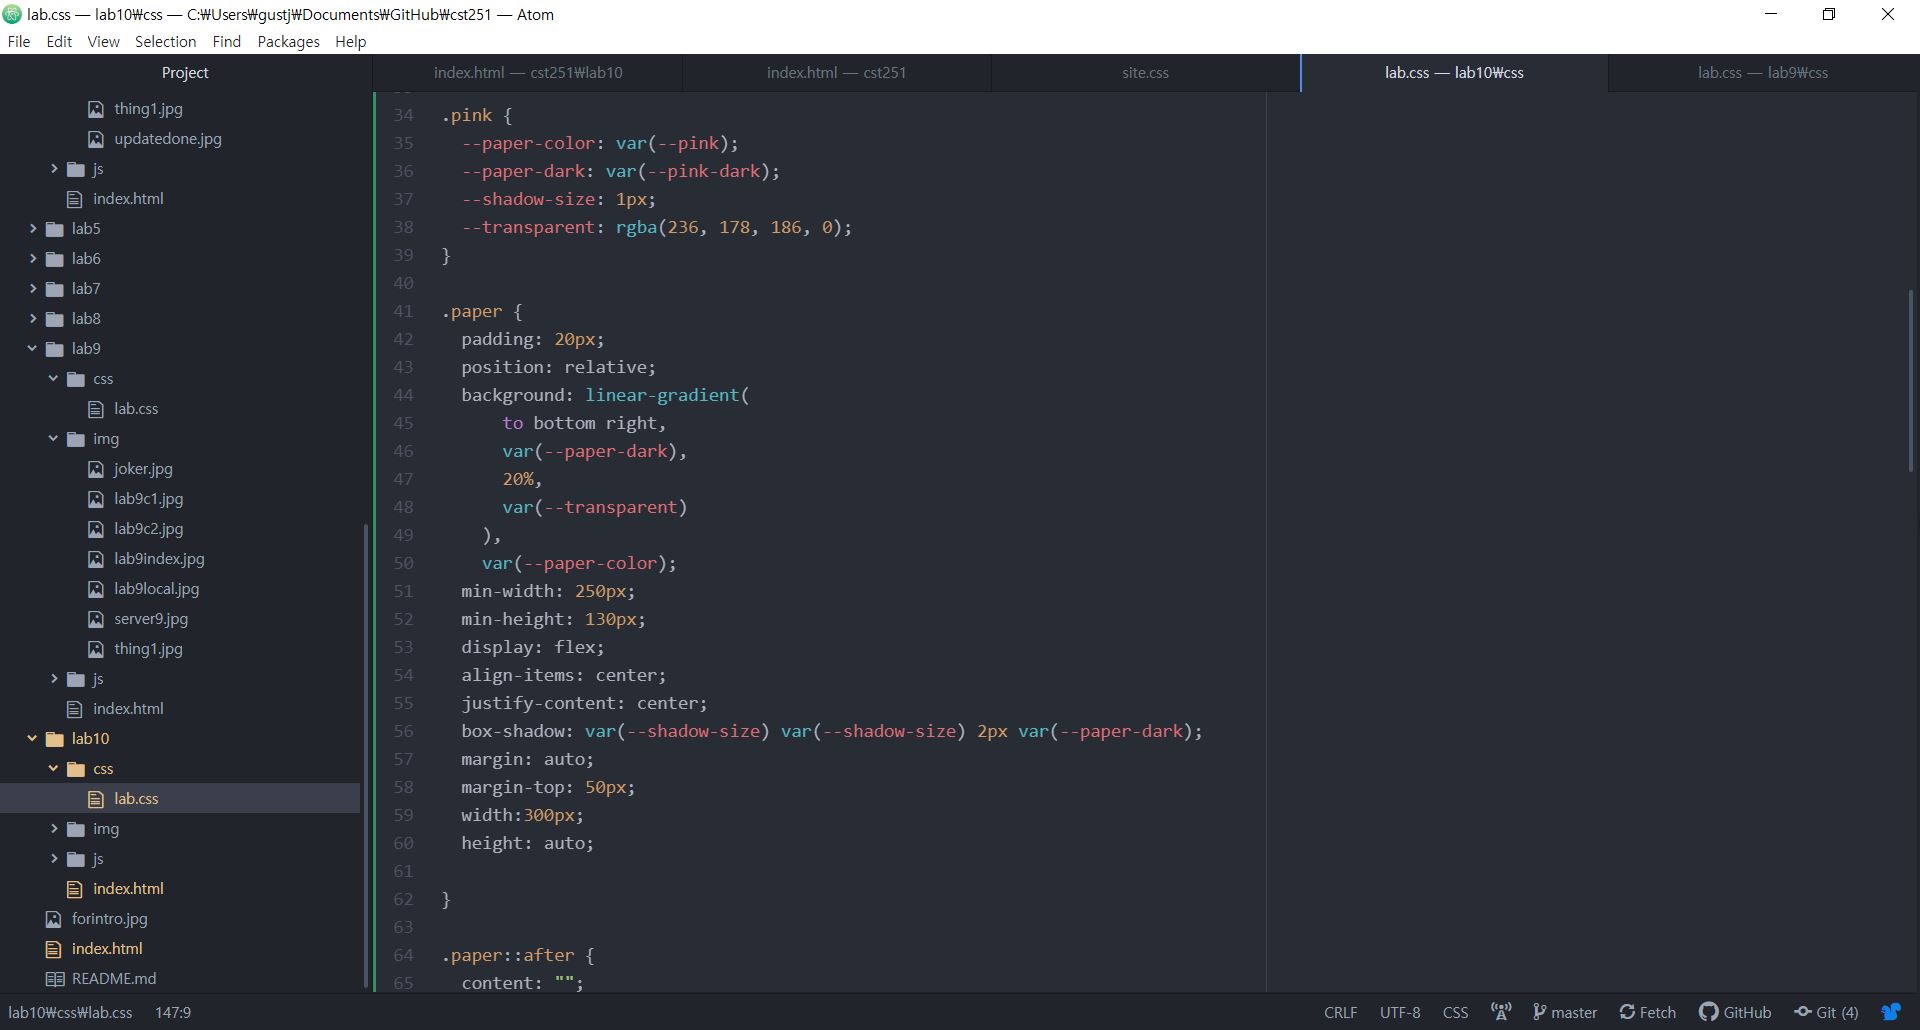 lab.css — lab10₩css — C:₩Users₩gustj₩Documents₩GitHub₩cst251 — Atom
File Edit View Selection Find Packages Help
Project
thing1.jpg
updatedone.jpg
js
index.html
lab5
lab6
lab7
lab8
lab9
css
lab.css
img
joker.jpg
lab9c1.jpg
lab9c2.jpg
lab9index.jpg
lab9local.jpg
server9.jpg
thing1.jpg
js
index.html
lab10
css
lab.css
img
js
index.html
forintro.jpg
index.html
README.md
index.html — cst251₩lab10
index.html — cst251
site.css
lab.css — lab10₩css
lab.css — lab9₩css
34 .pink {
35 --paper-color: var(--pink);
36 --paper-dark: var(--pink-dark);
37 --shadow-size: 1px;
38 --transparent: rgba(236, 178, 186, 0);
39 }
40
41 .paper {
42 padding: 20px;
43 position: relative;
44 background: linear-gradient(
45 to bottom right,
46 var(--paper-dark),
47 20%,
48 var(--transparent)
49 ),
50 var(--paper-color);
51 min-width: 250px;
52 min-height: 130px;
53 display: flex;
54 align-items: center;
55 justify-content: center;
56 box-shadow: var(--shadow-size) var(--shadow-size) 2px var(--paper-dark);
57 margin: auto;
58 margin-top: 50px;
59 width:300px;
60 height: auto;
61
62 }
63
64 .paper::after {
65 content: "";
lab10₩css₩lab.css 147:9 CRLF UTF-8 CSS master Fetch GitHub Git (4)